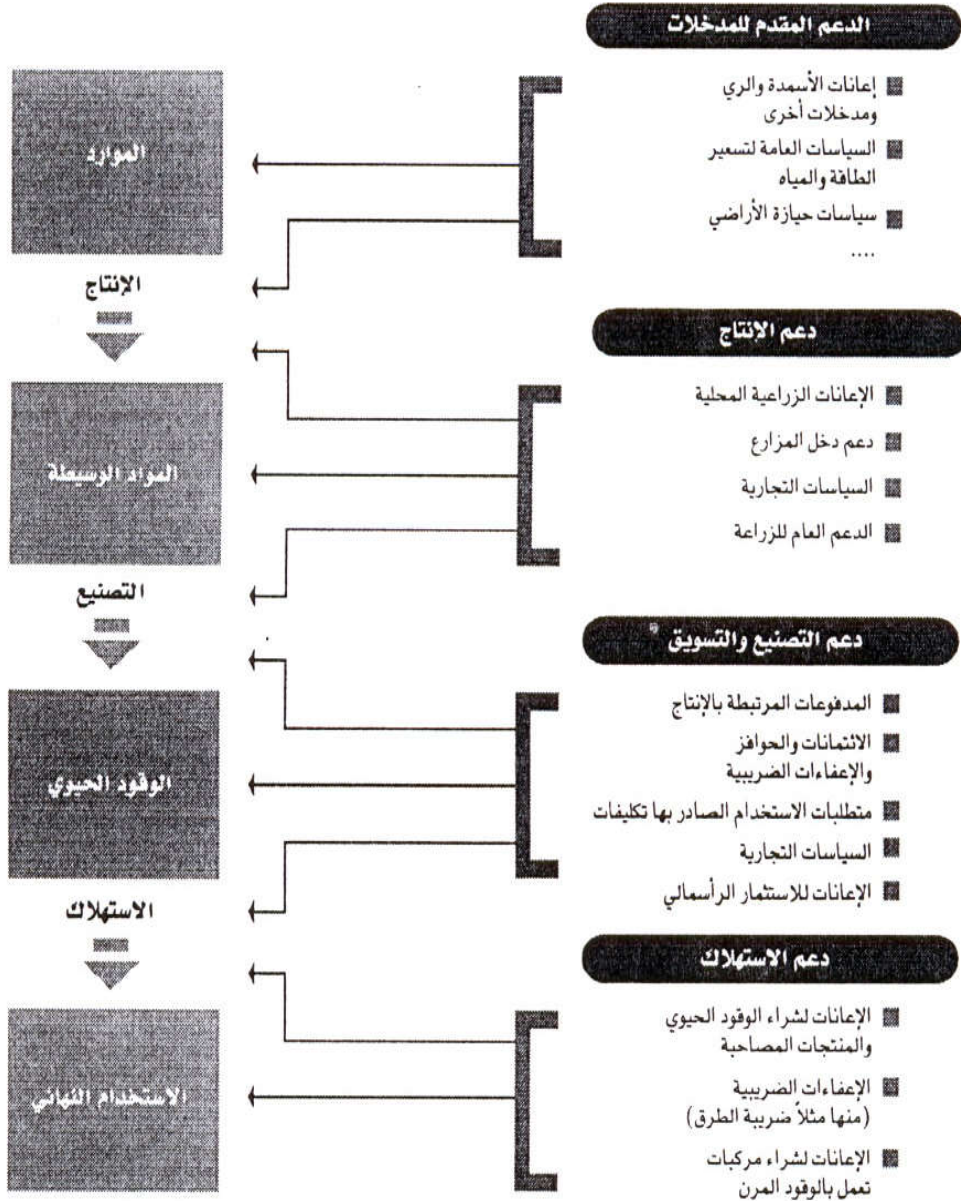 الدعم المقدم للمدخلات
إعانات الأسمدة والري
ومدخلات أخرى
السياسات العامة لتسعير
الطاقة والمياه
سياسات حيازة الأراضي
....
الموارد
الإنتاج
دعم الإنتاج
الإعانات الزراعية المحلية
دعم دخل المزارع
السياسات التجارية
الدعم العام للزراعة
المواد الوسيطة
التصنيع
دعم التصنيع والتسويق
المدفوعات المرتبطة بالإنتاج
الائتمانات والحوافز
والإعفاءات الضريبية
متطلبات الاستخدام الصادر بها تكليفات
السياسات التجارية
الإعانات للاستثمار الرأسمالي
الوقود الحيوي
الاستهلاك
دعم الاستهلاك
الإعانات لشراء الوقود الحيوي
والمنتجات المصاحبة
الإعفاءات الضريبية
(منها مثلاً ضريبة الطرق)
الإعانات لشراء مركبات
تعمل بالوقود المرن
الاستخدام النهائي